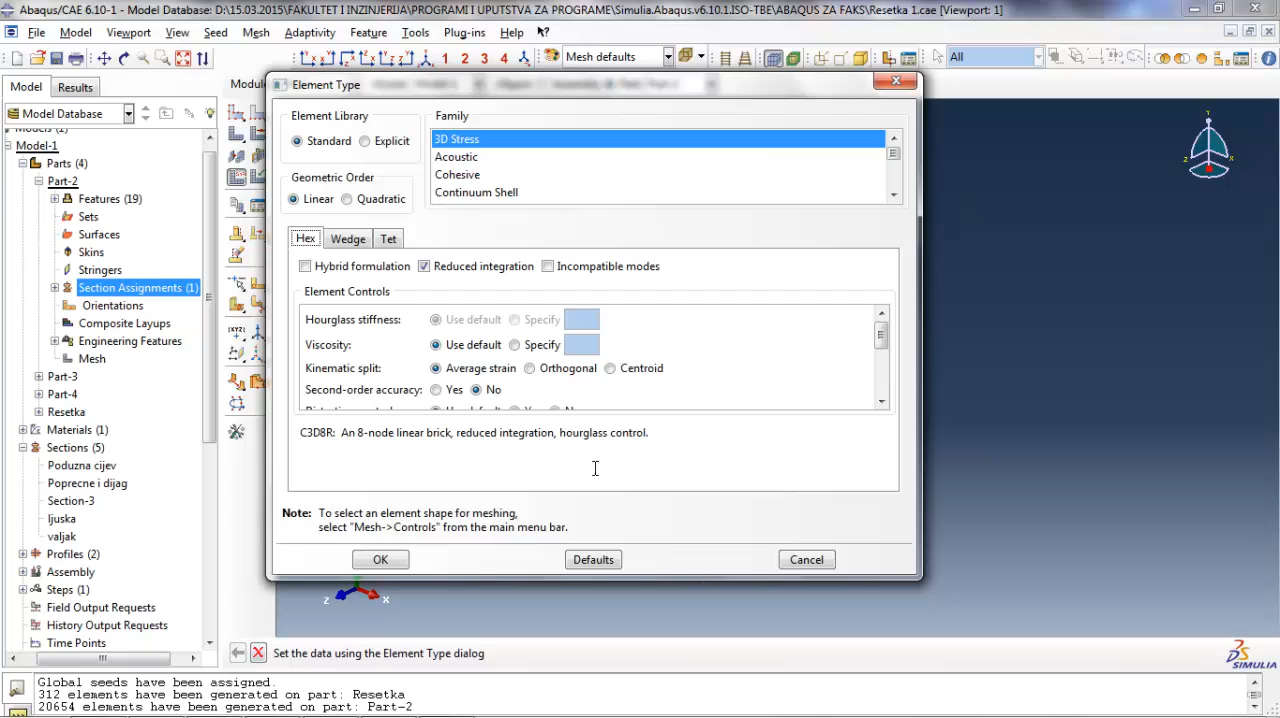 Abaqus/CAE 6.10-1 - Model Database: D:\15.03.2015\FAKULTET I INZINJERIJA\PROGRAMI I UPUTSTVA ZA PROGRAME\Simulia.Abaqus.v6.10.1.ISO-TBE\ABAQUS ZA FAKS\Resetka 1.cae [Viewport: 1]
File Model Viewport View Seed Mesh Adaptivity Feature Tools Plug-ins Help
1 2 3 4 Mesh defaults All
Model Results Modul
Element Type
Model Database
Models (1)
Model-1
Parts (4)
Part-2
Features (19)
Sets
Surfaces
Skins
Stringers
Section Assignments (1)
Orientations
Composite Layups
Engineering Features
Mesh
Part-3
Part-4
Resetka
Materials (1)
Sections (5)
Poduzna cijev
Poprecne i dijag
Section-3
ljuska
valjak
Profiles (2)
Assembly
Steps (1)
Field Output Requests
History Output Requests
Time Points
Element Library
Standard Explicit
Geometric Order
Linear Quadratic
Family
3D Stress
Acoustic
Cohesive
Continuum Shell
Hex Wedge Tet
Hybrid formulation Reduced integration Incompatible modes
Element Controls
Hourglass stiffness: Use default Specify
Viscosity: Use default Specify
Kinematic split: Average strain Orthogonal Centroid
Second-order accuracy: Yes No
C3D8R: An 8-node linear brick, reduced integration, hourglass control.
Note: To select an element shape for meshing,
select "Mesh->Controls" from the main menu bar.
OK Defaults Cancel
Y
Z X
Z X
Set the data using the Element Type dialog
SIMULIA
Global seeds have been assigned.
312 elements have been generated on part: Resetka
20654 elements have been generated on part: Part-2